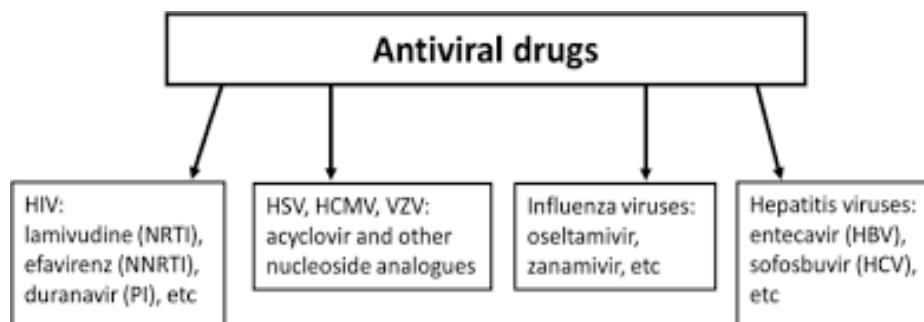 Antiviral drugs
HIV:
lamivudine (NRTI),
efavirenz (NNRTI),
duranavir (PI), etc
HSV, HCMV, VZV:
acyclovir and other
nucleoside analogues
Influenza viruses:
oseltamivir,
zanamivir, etc
Hepatitis viruses:
entecavir (HBV),
sofosbuvir (HCV),
etc